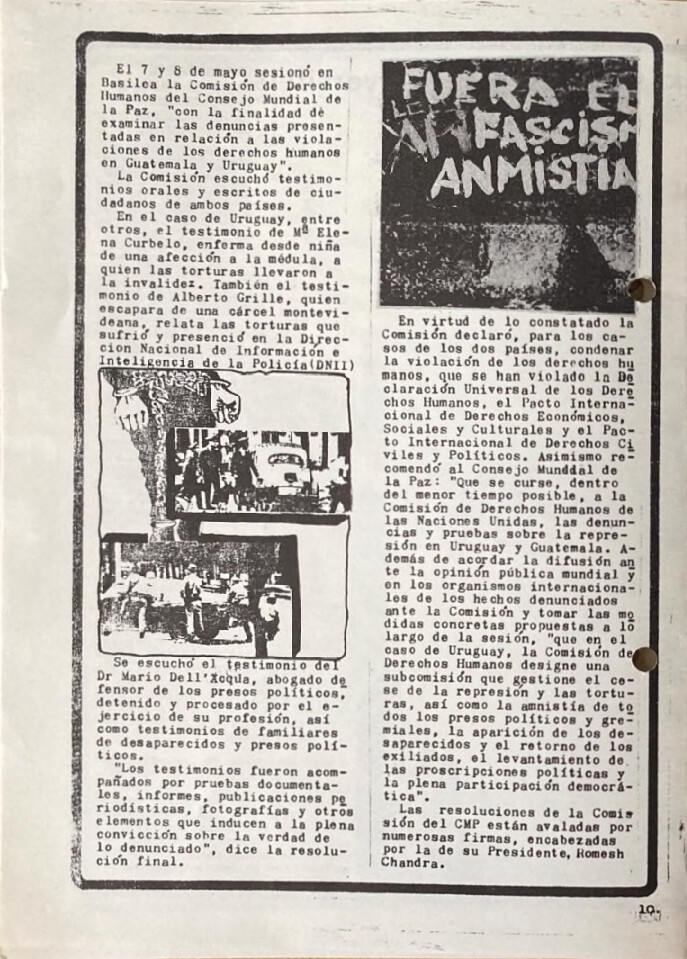 El 7 y 8 de mayo sesionó en
Basilea la Comisión de Derechos
Humanos del Consejo Mundial de
la Paz, "con la finalidad de
examinar las denuncias presen-
tadas en relación a las viola-
ciones de los derechos humanos
en Guatemala y Uruguay".
La Comisión escuchó testimo-
nios orales y escritos de ciu-
dadanos de ambos países.
En el caso de Uruguay, entre
otros, el testimonio de Mª Ele-
na Curbelo, enferma desde niña
de una afección a la médula, a
quien las torturas llevaron a
la invalidez. También el testi-
monio de Alberto Grille, quien
escapara de una cárcel montevi-
deana, relata las torturas que
sufrió y presenció en la Direc-
cion Nacional de Información e
Inteligencia de la Policía(DNII)
Se escuchó el testimonio del
Dr Mario Dell'Acqua, abogado de
fensor de los presos políticos,
detenido y procesado por el e-
jercicio de su profesión, así
como testimonios de familiares
de desaparecidos y presos polí-
ticos.
"Los testimonios fueron acom-
pañados por pruebas documenta-
les, informes, publicaciones pe
riodísticas, fotografías y otros
elementos que inducen a la plena
convicción sobre la verdad de
lo denunciado", dice la resolu-
ción final.
FUERA EL
FASCISM
ANMISTIA
En virtud de lo constatado la
Comisión declaró, para los ca-
sos de los dos países, condenar
la violación de los derechos hu
manos, que se han violado la De
claración Universal de los Dere
chos Humanos, el Pacto Interna-
cional de Derechos Económicos,
Sociales y Culturales y el Pac-
to Internacional de Derechos Ci
viles y Políticos. Asimismo re-
comendó al Consejo Munddal de
la Paz: "Que se curse, dentro
del menor tiempo posible, a la
Comisión de Derechos Humanos de
las Naciones Unidas, las denun-
cias y pruebas sobre la repre-
sión en Uruguay y Guatemala. A-
demás de acordar la difusión an
te la opinión pública mundial y
en los organismos internaciona-
les de los hechos denunciados
ante la Comisión y tomar las me
didas concretas propuestas a lo
largo de la sesión, "que en el
caso de Uruguay, la Comisión de
Derechos Humanos designe una
subcomisión que gestione el ce-
se de la represión y las tortu-
ras, así como la amnistía de to
dos los presos políticos y gre-
miales, la aparición de los de-
saparecidos y el retorno de los
exiliados, el levantamiento de
las proscripciones políticas y
la plena participación democrá-
tica".
Las resoluciones de la Comi
sión del CMP están avaladas por
numerosas firmas, encabezadas
por la de su Presidente, Romesh
Chandra.
10.